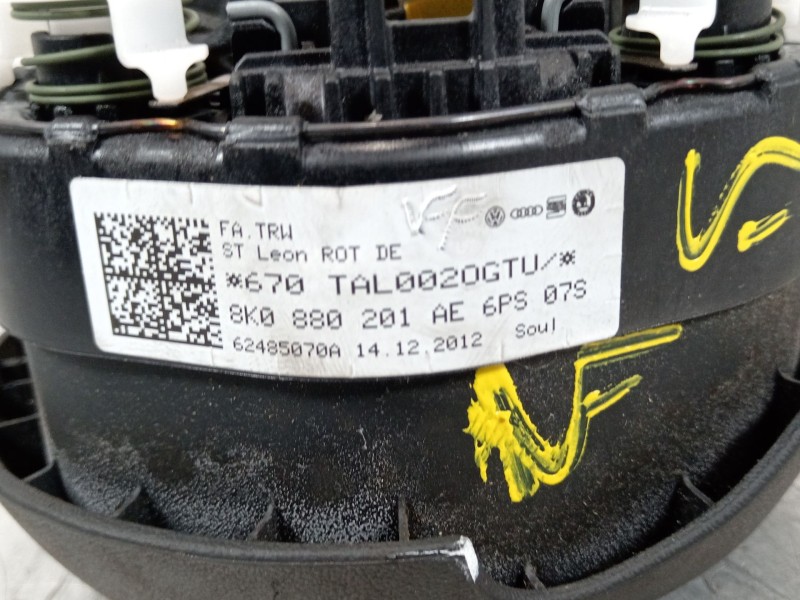 FA.TRW
ST Leon ROT DE
*670 TAL0020GTU/*
8K0 880 201 AE 6PS 07S
62485070A 14.12.2012 Soul